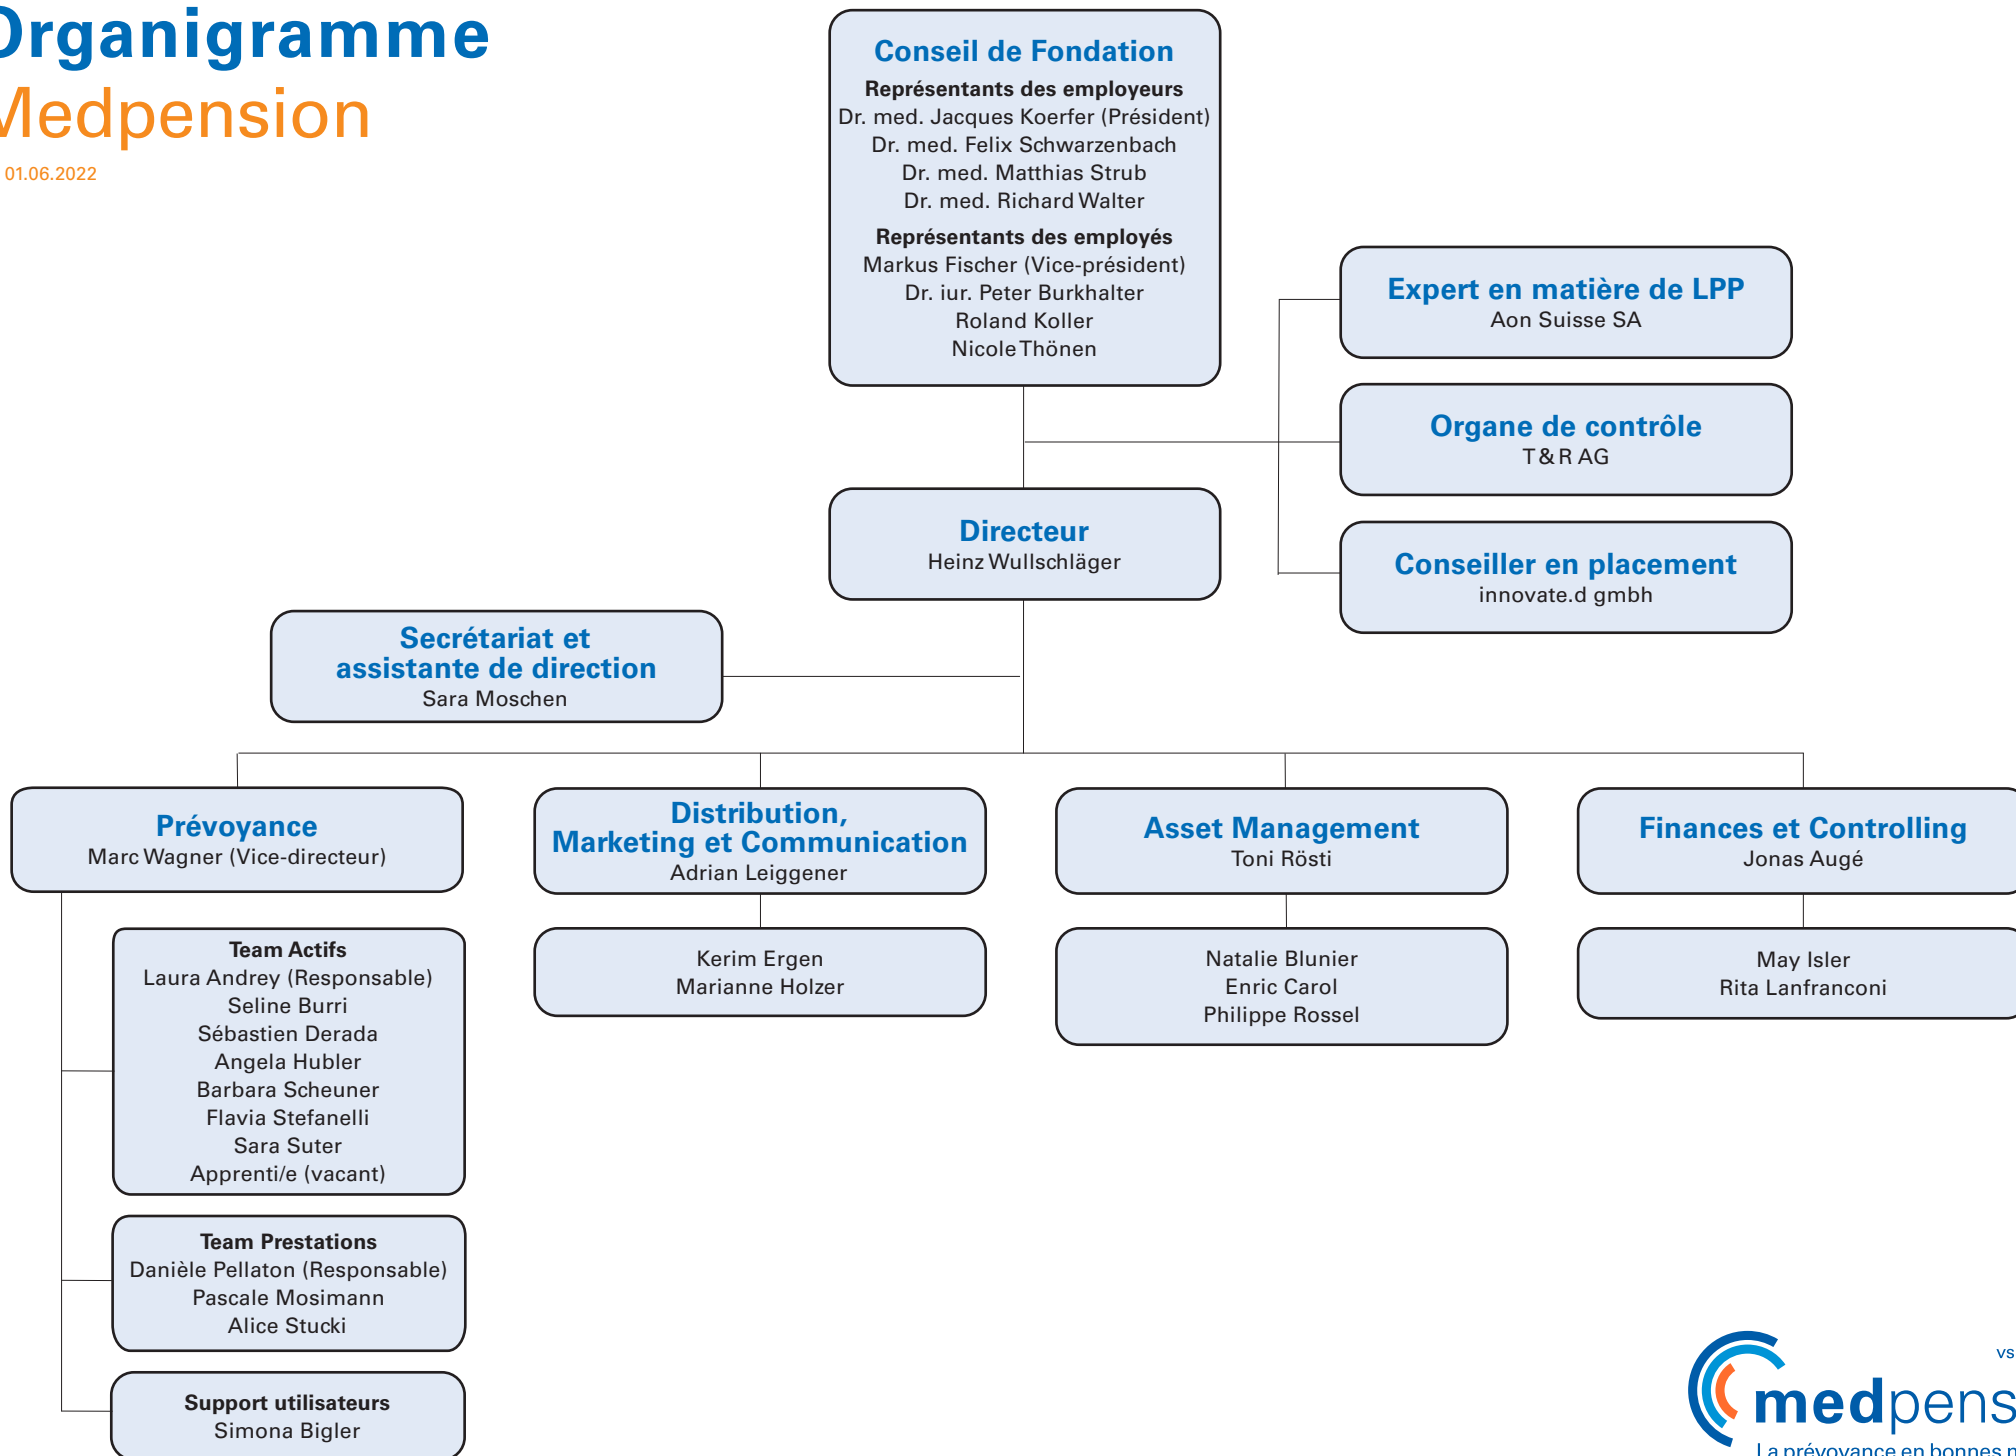 Organigramme
Medpension
01.06.2022
Conseil de Fondation
Représentants des employeurs
Dr. med. Jacques Koerfer (Président)
Dr. med. Felix Schwarzenbach
Dr. med. Matthias Strub
Dr. med. Richard Walter
Représentants des employés
Markus Fischer (Vice-président)
Dr. iur. Peter Burkhalter
Roland Koller
Nicole Thönen
Expert en matière de LPP
Aon Suisse SA
Organe de contrôle
T & R AG
Conseiller en placement
innovate.d gmbh
Directeur
Heinz Wullschläger
Secrétariat et
assistante de direction
Sara Moschen
Prévoyance
Marc Wagner (Vice-directeur)
Team Actifs
Laura Andrey (Responsable)
Seline Burri
Sébastien Derada
Angela Hubler
Barbara Scheuner
Flavia Stefanelli
Sara Suter
Apprenti/e (vacant)
Team Prestations
Danièle Pellaton (Responsable)
Pascale Mosimann
Alice Stucki
Support utilisateurs
Simona Bigler
Distribution,
Marketing et Communication
Adrian Leiggener
Kerim Ergen
Marianne Holzer
Asset Management
Toni Rösti
Natalie Blunier
Enric Carol
Philippe Rossel
Finances et Controlling
Jonas Augé
May Isler
Rita Lanfranconi
vs
medpens
La prévoyance en bonnes